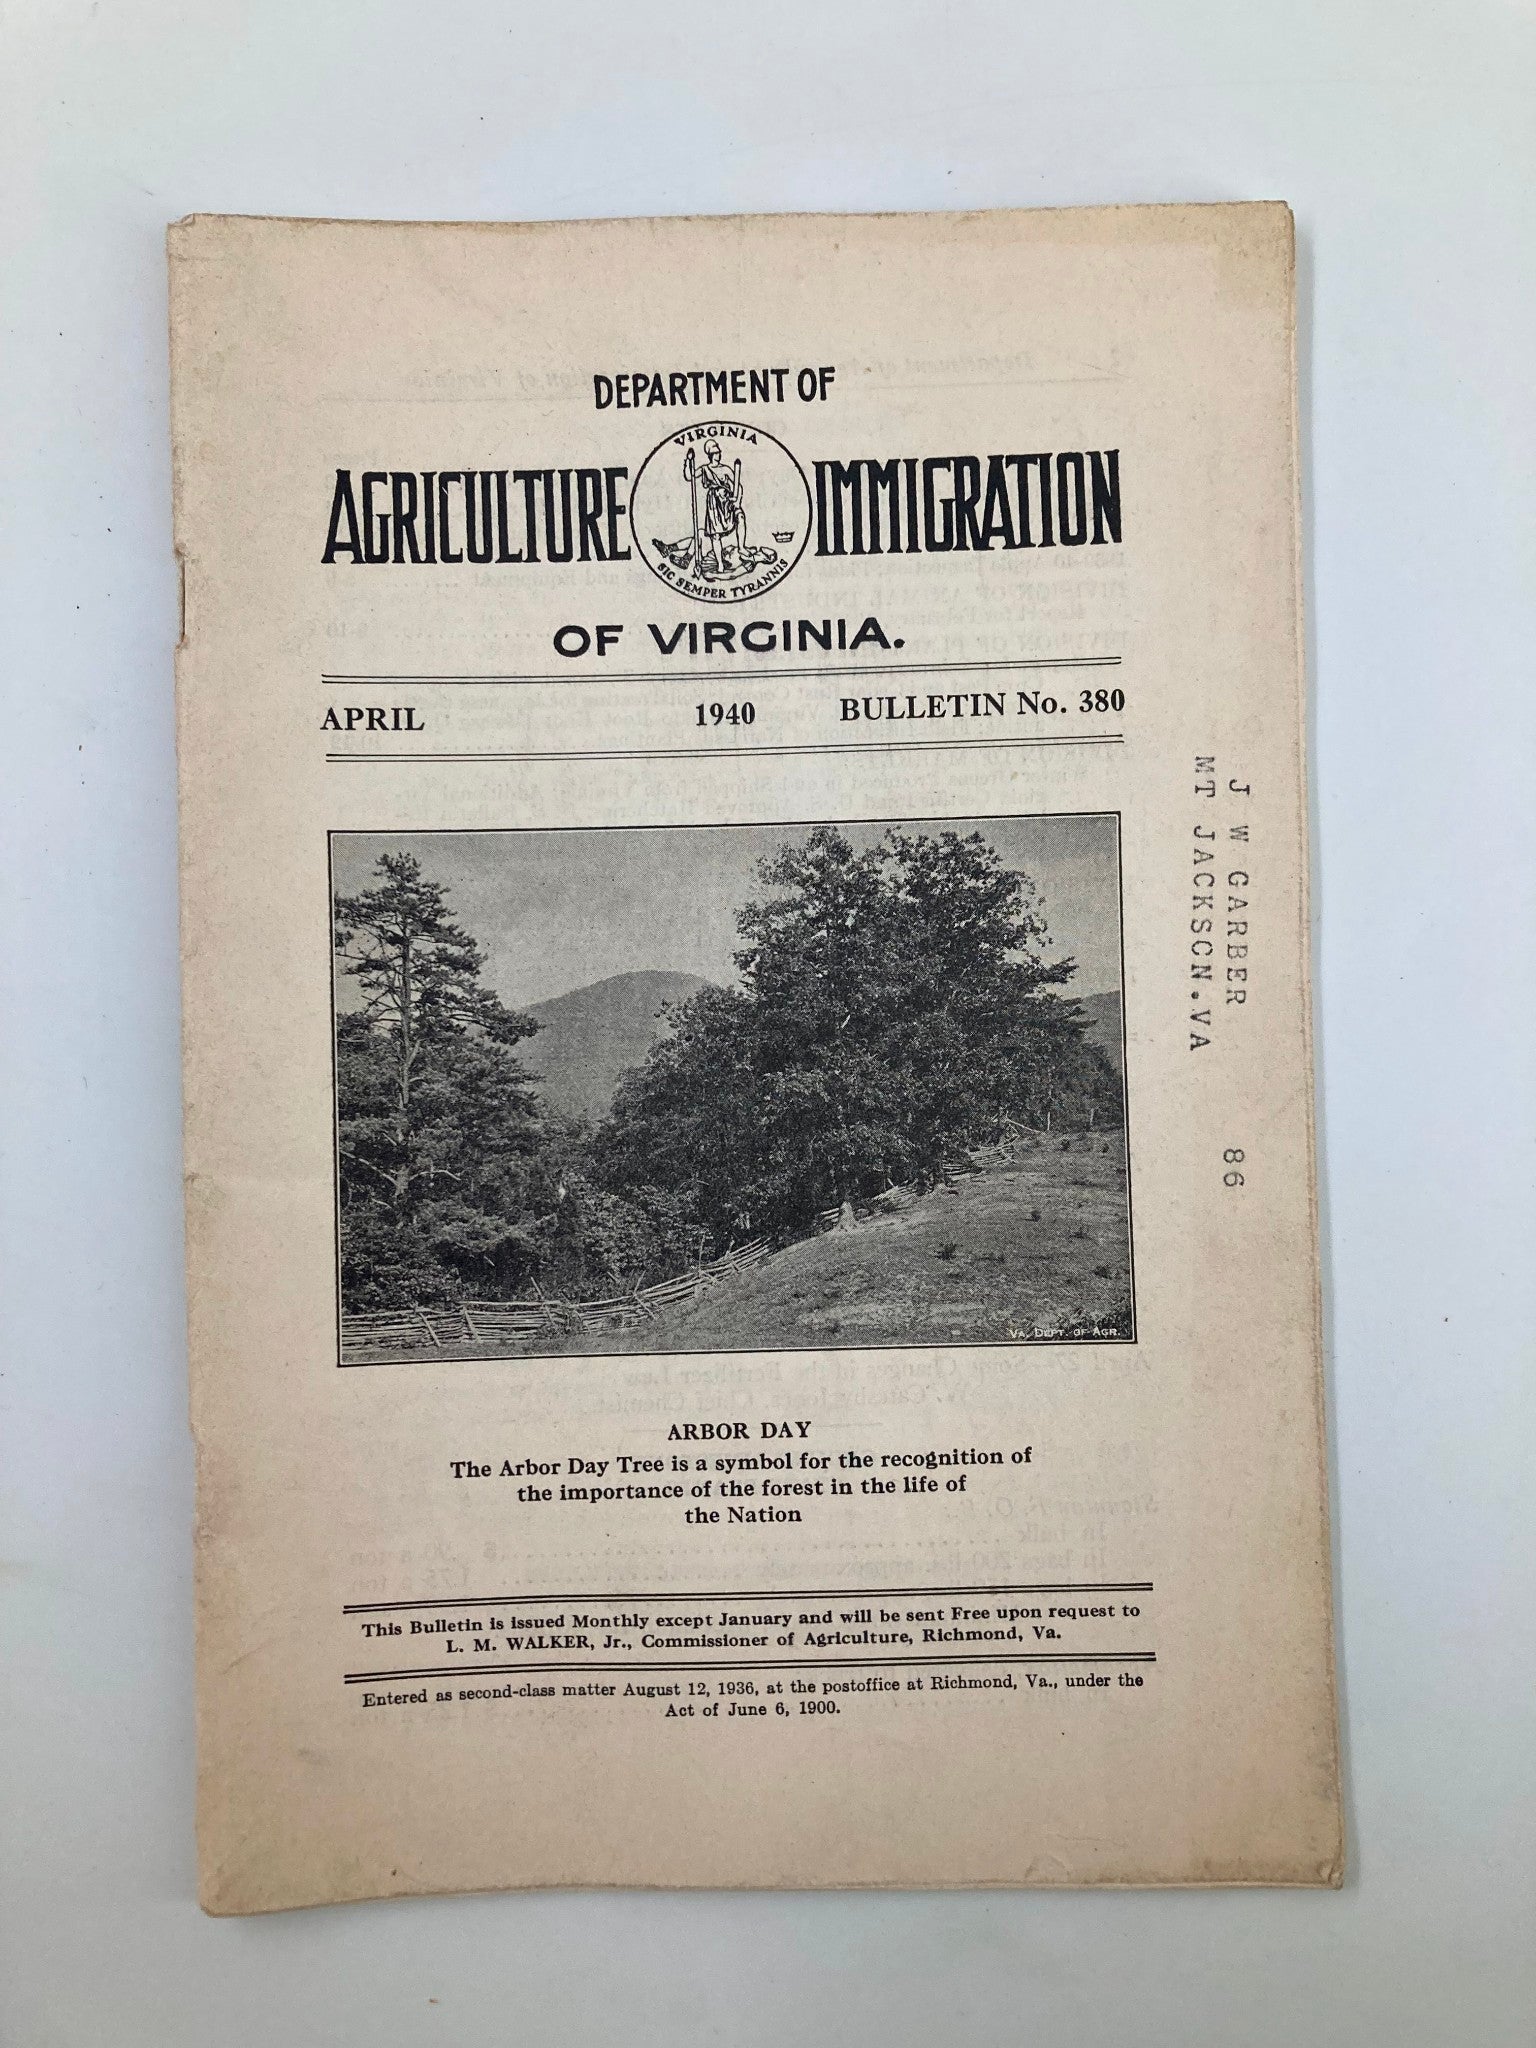 DEPARTMENT OF
AGRICULTURE IMMIGRATION
VIRGINIA
SIC SEMPER TYRANNIS
OF VIRGINIA.
APRIL 1940 BULLETIN No. 380
J W GARBER 86
MT JACKSCN.VA
VA. DEPT. OF AGR.
ARBOR DAY
The Arbor Day Tree is a symbol for the recognition of
the importance of the forest in the life of
the Nation
This Bulletin is issued Monthly except January and will be sent Free upon request to
L. M. WALKER, Jr., Commissioner of Agriculture, Richmond, Va.
Entered as second-class matter August 12, 1936, at the postoffice at Richmond, Va., under the
Act of June 6, 1900.